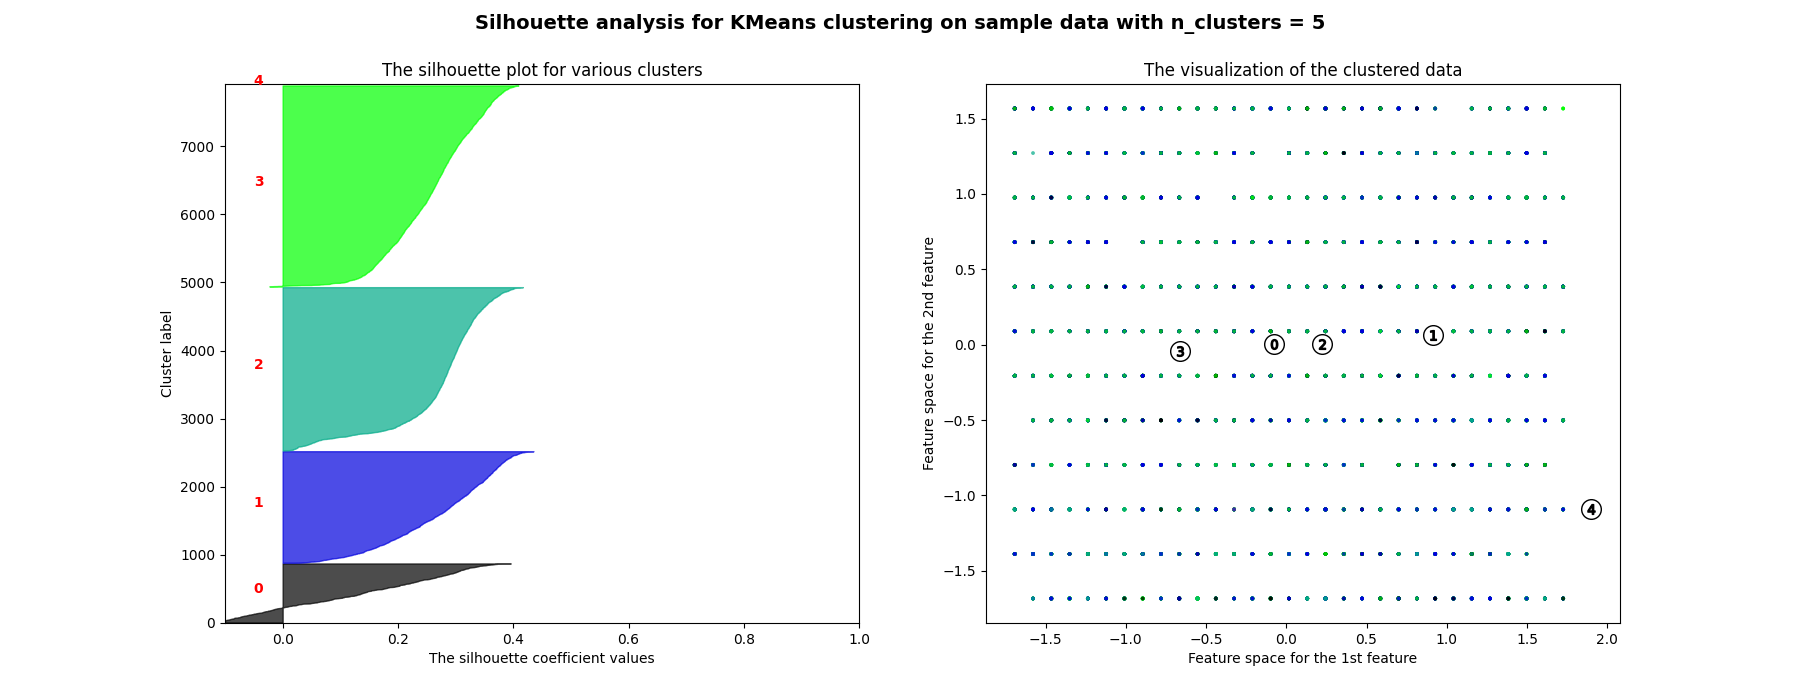 Silhouette analysis for KMeans clustering on sample data with n_clusters = 5
The silhouette plot for various clusters
Cluster label
7000
6000
5000
4000
3000
2000
1000
0
4
3
2
1
0
0.0 0.2 0.4 0.6 0.8 1.0
The silhouette coefficient values
The visualization of the clustered data
Feature space for the 2nd feature
1.5
1.0
0.5
0.0
−0.5
−1.0
−1.5
3 0 2 1
4
−1.5 −1.0 −0.5 0.0 0.5 1.0 1.5 2.0
Feature space for the 1st feature